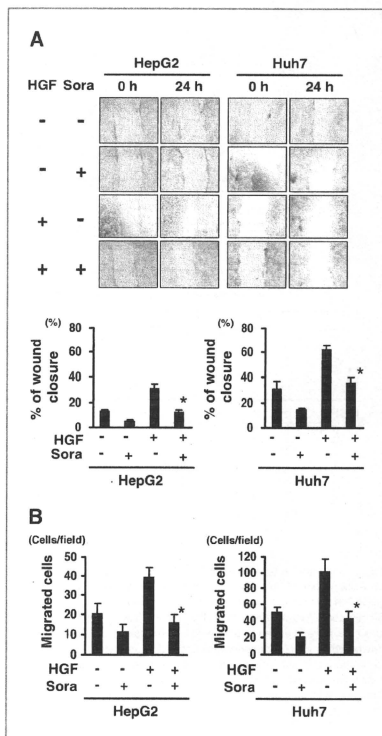 A
HepG2 Huh7
HGF Sora 0 h 24 h 0 h 24 h
- -
- +
+ -
+ +
(%) (%)
80 80
60 60
40 40
20 20
0 0
% of wound closure % of wound closure
HGF - - + + HGF - - + +
Sora - + - + Sora - + - +
* *
HepG2 Huh7
B
(Cells/field) (Cells/field)
50 120
40 100
30 80
20 60
10 40
0 20
0
Migrated cells Migrated cells
* *
HGF - - + + HGF - - + +
Sora - + - + Sora - + - +
HepG2 Huh7